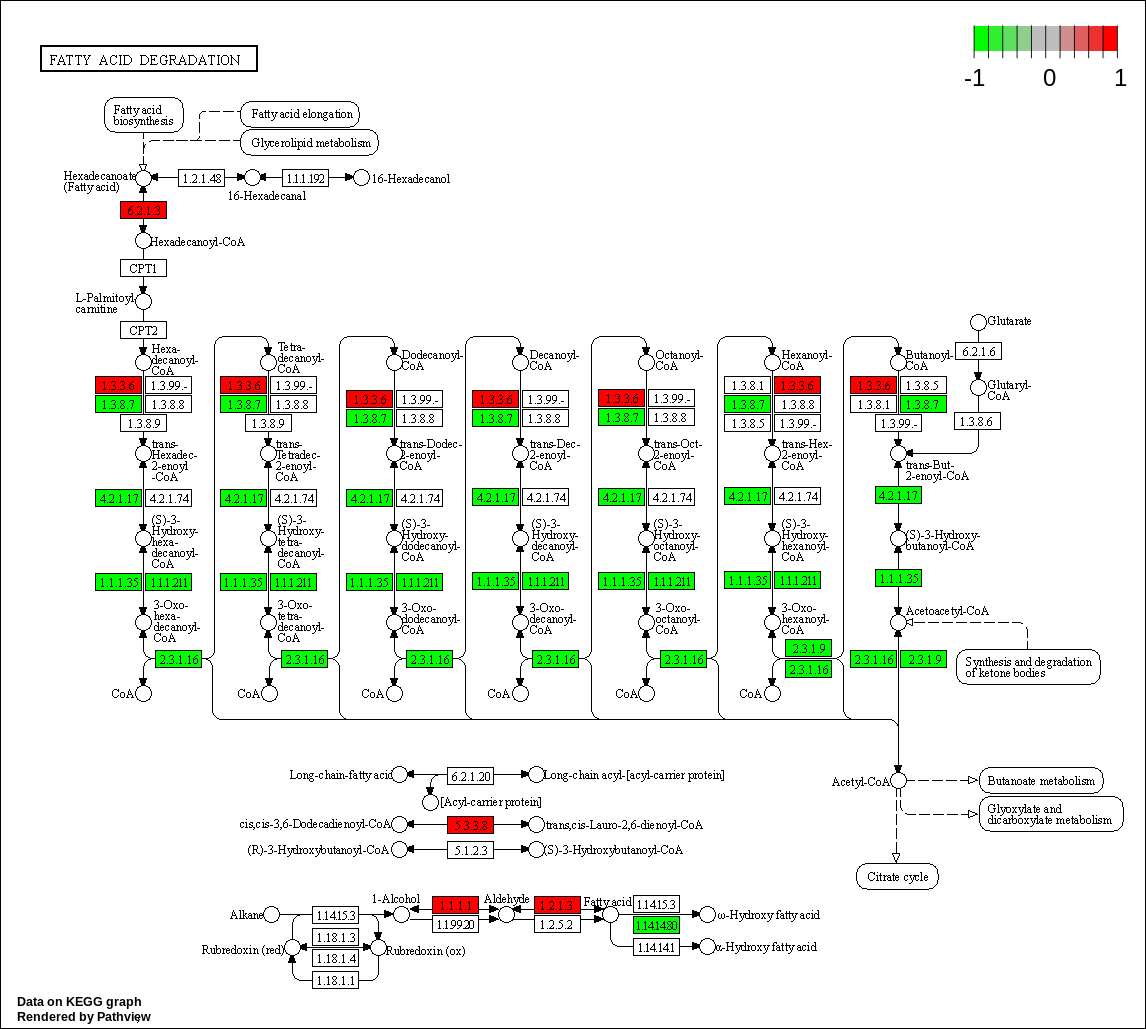 FATTY ACID DEGRADATION
-1 0 1
Fatty acid
biosynthesis
Fatty acid elongation
Glycerolipid metabolism
Hexadecanoate
(Fatty acid)
1.2.1.48
1.1.1.192
16-Hexadecanol
16-Hexadecanal
6.2.1.3
Hexadecanoyl-CoA
CPT1
L-Palmitoyl-
carnitine
CPT2
Glutarate
6.2.1.6
Glutaryl-
CoA
1.3.8.6
Hexa-
decanoyl-
CoA
Tetra-
decanoyl-
CoA
Dodecanoyl-
CoA
Decanoyl-
CoA
Octanoyl-
CoA
Hexanoyl-
CoA
Butanoyl-
CoA
1.3.3.6 1.3.99.-
1.3.8.7 1.3.8.8
1.3.8.9
1.3.3.6 1.3.99.-
1.3.8.7 1.3.8.8
1.3.8.9
1.3.3.6 1.3.99.-
1.3.8.7 1.3.8.8
1.3.3.6 1.3.99.-
1.3.8.7 1.3.8.8
1.3.3.6 1.3.99.-
1.3.8.7 1.3.8.8
1.3.8.1 1.3.3.6
1.3.8.7 1.3.8.8
1.3.8.5 1.3.99.-
1.3.3.6 1.3.8.5
1.3.8.1 1.3.8.7
1.3.99.-
trans-
Hexadec-
2-enoyl
-CoA
trans-
Tetradec-
2-enoyl-
CoA
trans-Dodec-
2-enoyl-
CoA
trans-Dec-
2-enoyl-
CoA
trans-Oct-
2-enoyl-
CoA
trans-Hex-
2-enoyl-
CoA
trans-But-
2-enoyl-CoA
4.2.1.17 4.2.1.74
4.2.1.17 4.2.1.74
4.2.1.17 4.2.1.74
4.2.1.17 4.2.1.74
4.2.1.17 4.2.1.74
4.2.1.17 4.2.1.74
4.2.1.17
(S)-3-
Hydroxy-
hexa-
decanoyl-
CoA
(S)-3-
Hydroxy-
tetra-
decanoyl-
CoA
(S)-3-
Hydroxy-
dodecanoyl-
CoA
(S)-3-
Hydroxy-
decanoyl-
CoA
(S)-3-
Hydroxy-
octanoyl-
CoA
(S)-3-
Hydroxy-
hexanoyl-
CoA
(S)-3-Hydroxy-
butanoyl-CoA
1.1.1.35 1.1.1.211
1.1.1.35 1.1.1.211
1.1.1.35 1.1.1.211
1.1.1.35 1.1.1.211
1.1.1.35 1.1.1.211
1.1.1.35 1.1.1.211
1.1.1.35
3-Oxo-
hexa-
decanoyl-
CoA
3-Oxo-
tetra-
decanoyl-
CoA
3-Oxo-
dodecanoyl-
CoA
3-Oxo-
decanoyl-
CoA
3-Oxo-
octanoyl-
CoA
3-Oxo-
hexanoyl-
CoA
Acetoacetyl-CoA
2.3.1.16
2.3.1.16
2.3.1.16
2.3.1.16
2.3.1.16
2.3.1.9
2.3.1.16
2.3.1.16 2.3.1.9
Synthesis and degradation
of ketone bodies
CoA
CoA
CoA
CoA
CoA
CoA
Long-chain-fatty acid 6.2.1.20 Long-chain acyl-[acyl-carrier protein]
[Acyl-carrier protein]
cis,cis-3,6-Dodecadienoyl-CoA 5.3.3.8 trans,cis-Lauro-2,6-dienoyl-CoA
(R)-3-Hydroxybutanoyl-CoA 5.1.2.3 (S)-3-Hydroxybutanoyl-CoA
Acetyl-CoA
Butanoate metabolism
Glyoxylate and
dicarboxylate metabolism
Citrate cycle
1-Alcohol
Aldehyde
Fatty acid
Alkane
1.14.15.3
1.1.1.1
1.1.99.20
1.2.1.3
1.2.5.2
1.14.15.3
1.14.14.80
1.14.14.1
ω-Hydroxy fatty acid
α-Hydroxy fatty acid
Rubredoxin (red)
1.18.1.3
1.18.1.4
1.18.1.1
Rubredoxin (ox)
Data on KEGG graph
Rendered by Pathview